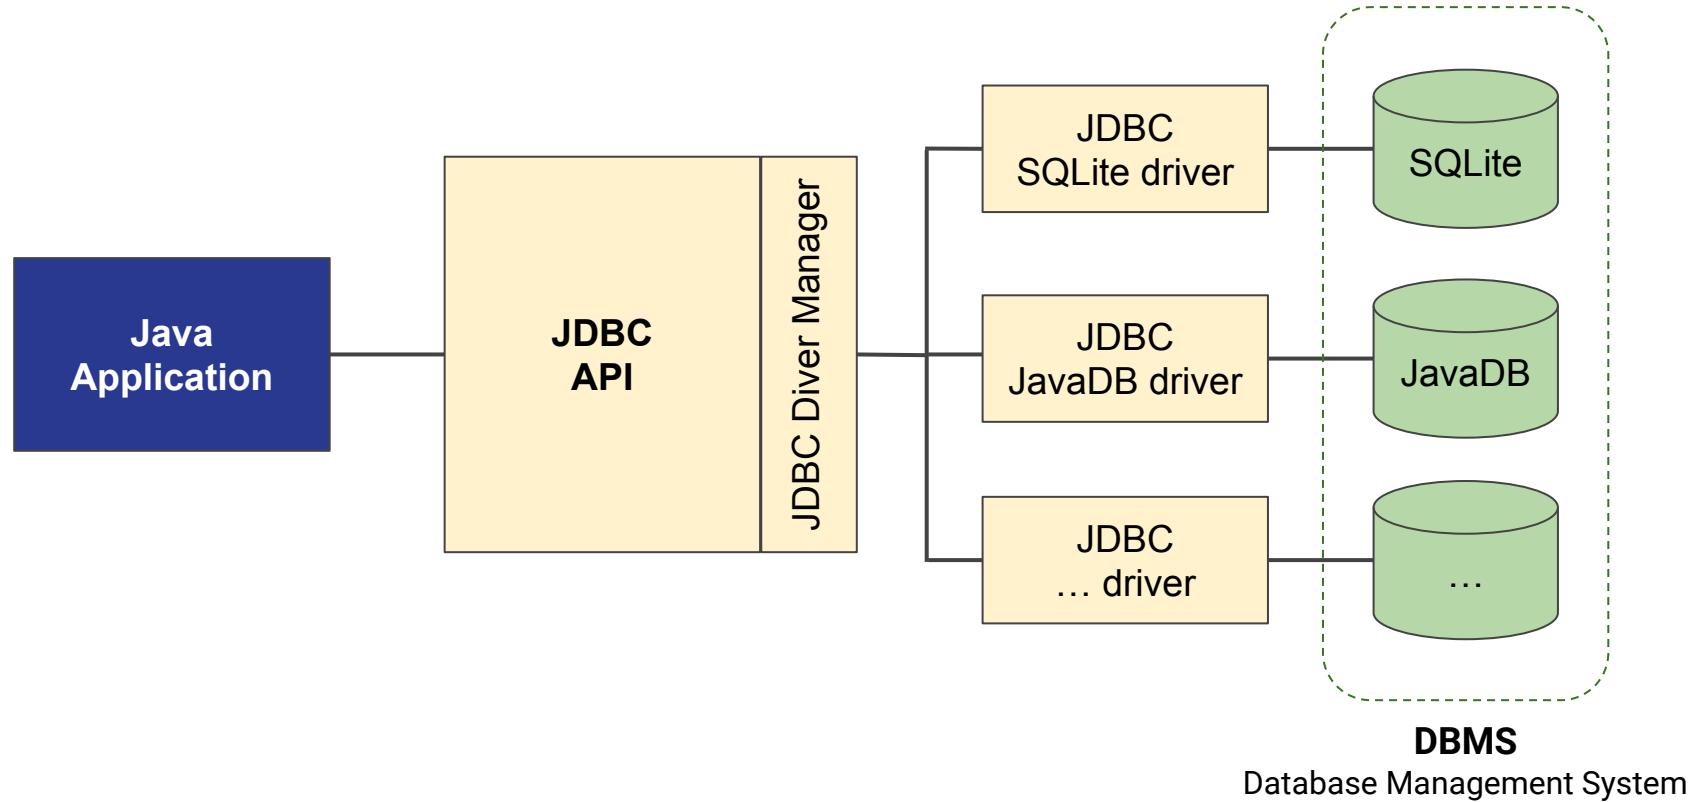 Java
Application
JDBC
API
JDBC Diver Manager
JDBC
SQLite driver
JDBC
JavaDB driver
JDBC
… driver
SQLite
JavaDB
…
DBMS
Database Management System